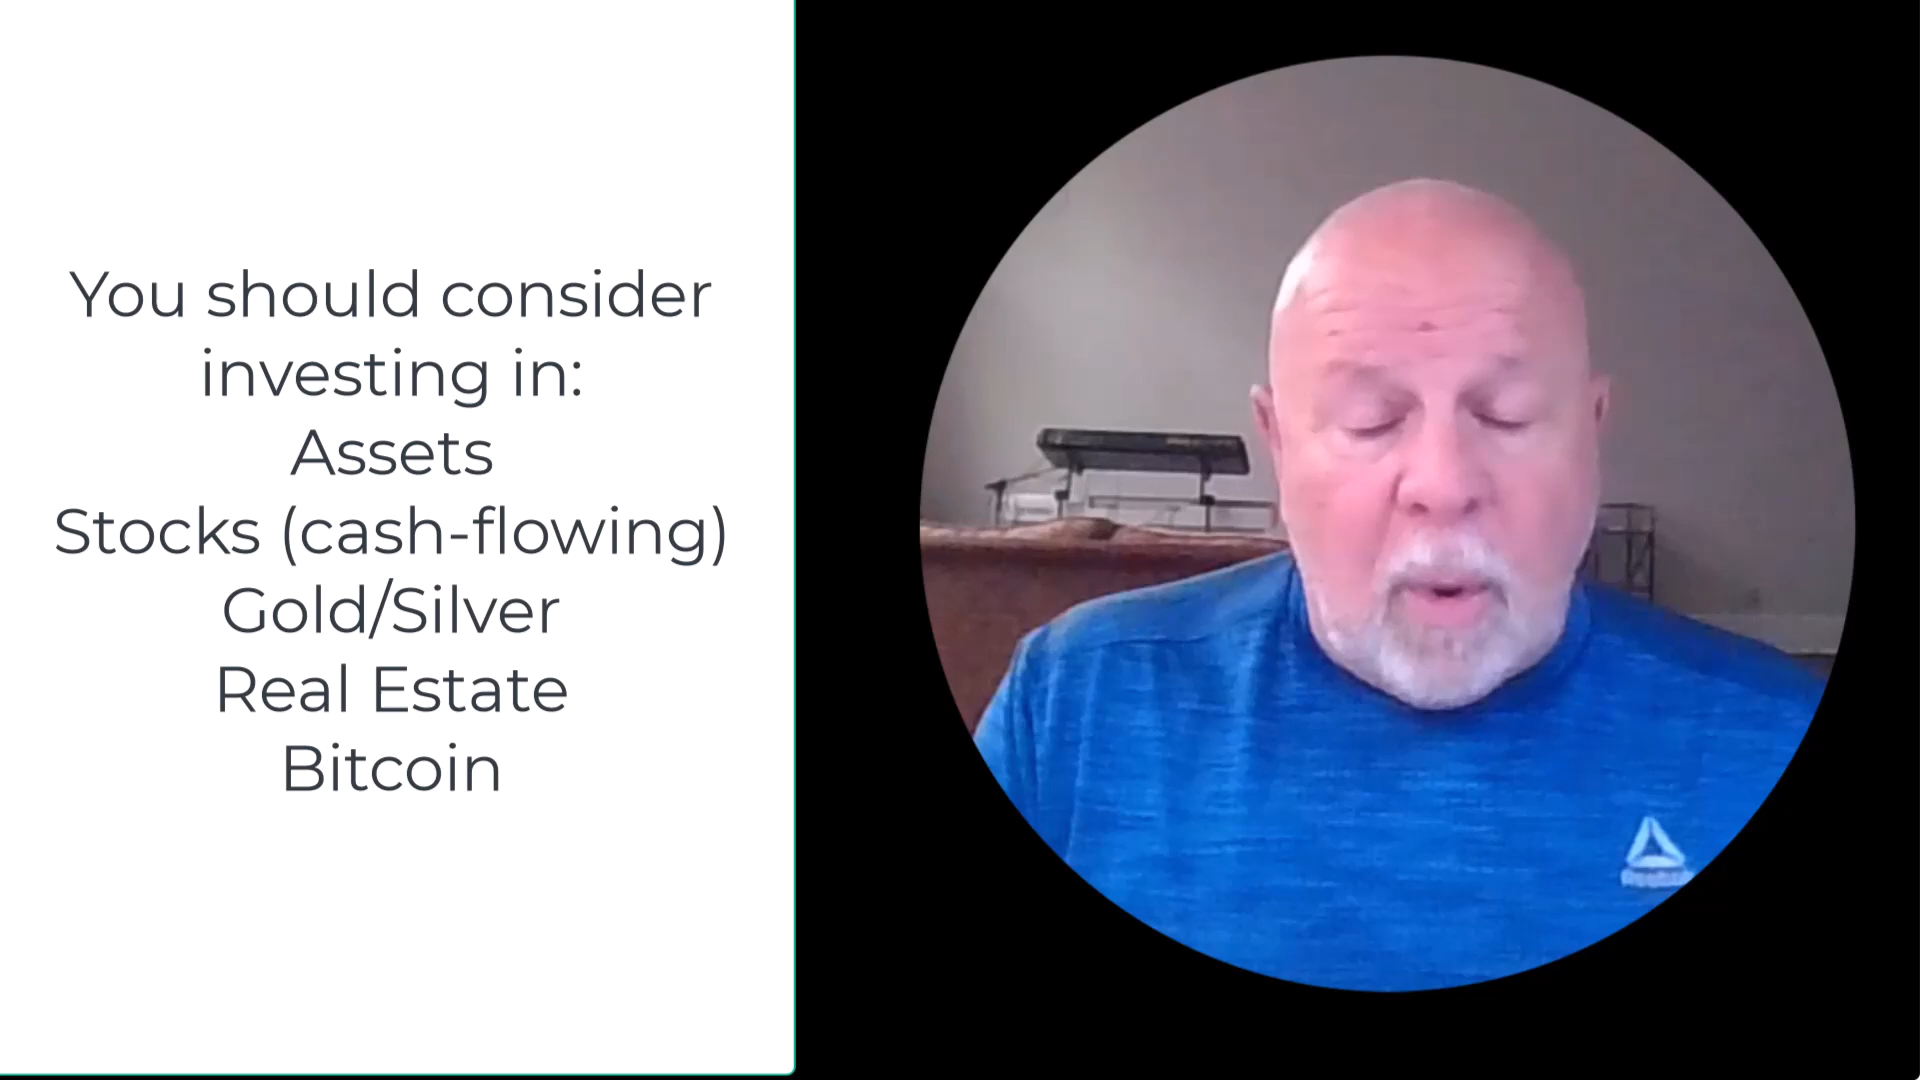 You should consider
investing in:
Assets
Stocks (cash-flowing)
Gold/Silver
Real Estate
Bitcoin